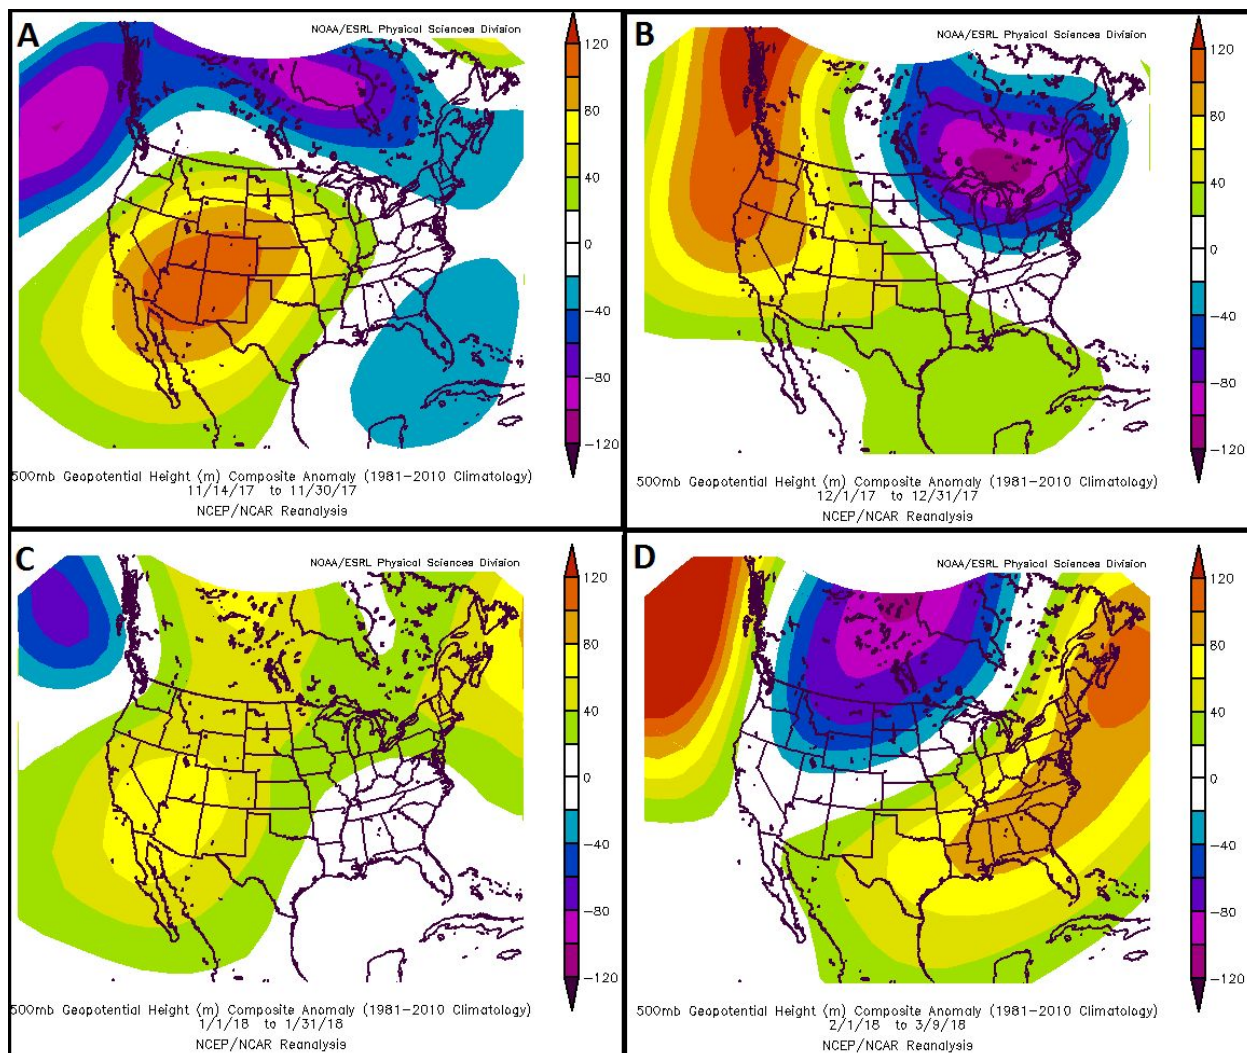 A
NOAA/ESRL Physical Sciences Division
120
80
40
0
−40
−80
−120
500mb Geopotential Height (m) Composite Anomaly (1981−2010 Climatology)
11/14/17 to 11/30/17
NCEP/NCAR Reanalysis
B
NOAA/ESRL Physical Sciences Division
120
80
40
0
−40
−80
−120
500mb Geopotential Height (m) Composite Anomaly (1981−2010 Climatology)
12/1/17 to 12/31/17
NCEP/NCAR Reanalysis
C
NOAA/ESRL Physical Sciences Division
120
80
40
0
−40
−80
−120
500mb Geopotential Height (m) Composite Anomaly (1981−2010 Climatology)
1/1/18 to 1/31/18
NCEP/NCAR Reanalysis
D
NOAA/ESRL Physical Sciences Division
120
80
40
0
−40
−80
−120
500mb Geopotential Height (m) Composite Anomaly (1981−2010 Climatology)
2/1/18 to 3/9/18
NCEP/NCAR Reanalysis